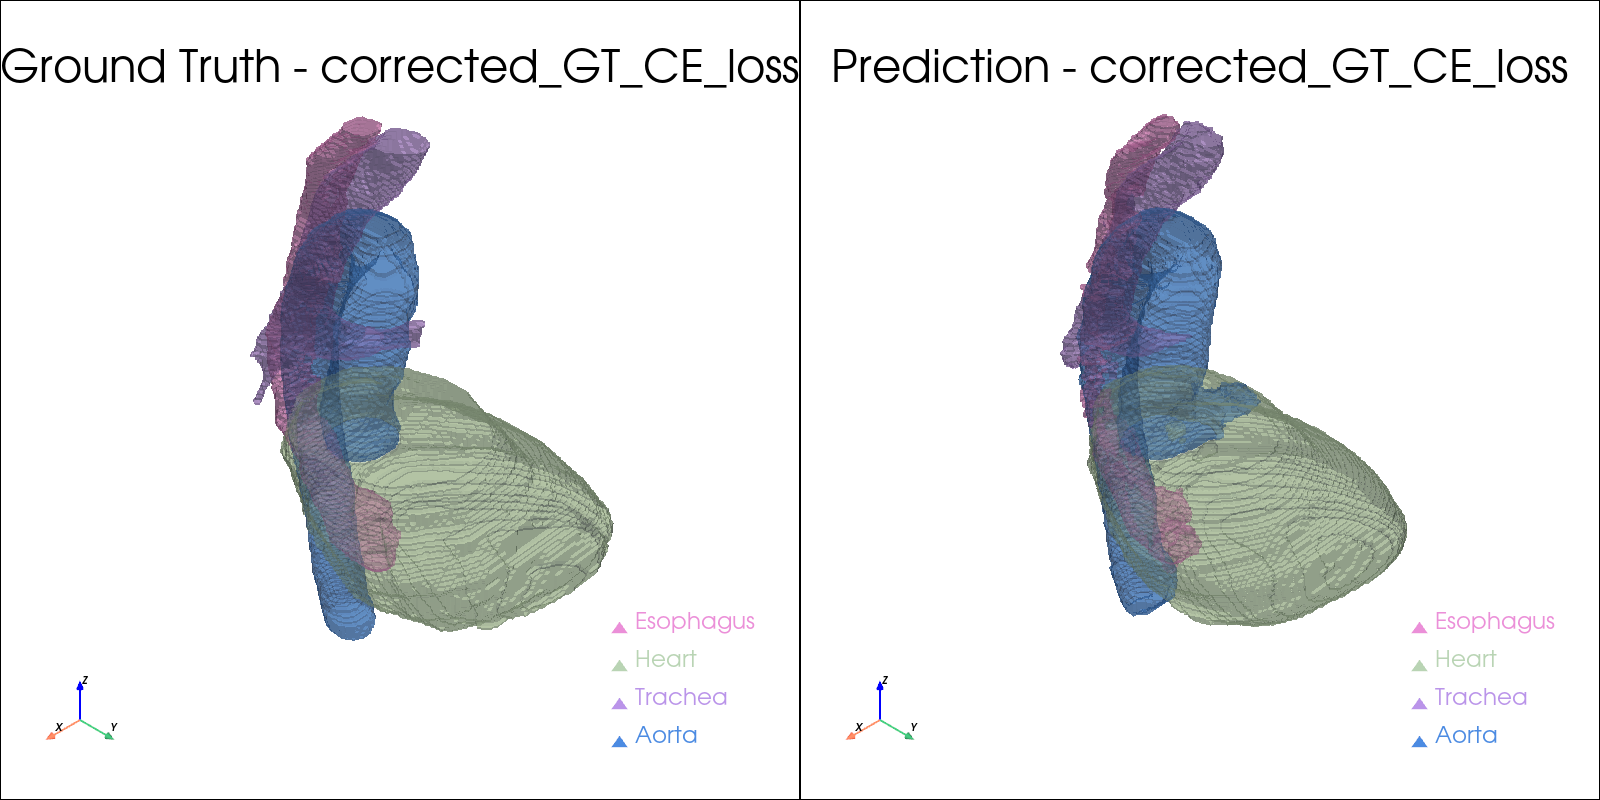 Ground Truth - corrected_GT_CE_loss
Esophagus
Heart
Trachea
Aorta
Z
X
Y
Prediction - corrected_GT_CE_loss
Esophagus
Heart
Trachea
Aorta
Z
X
Y